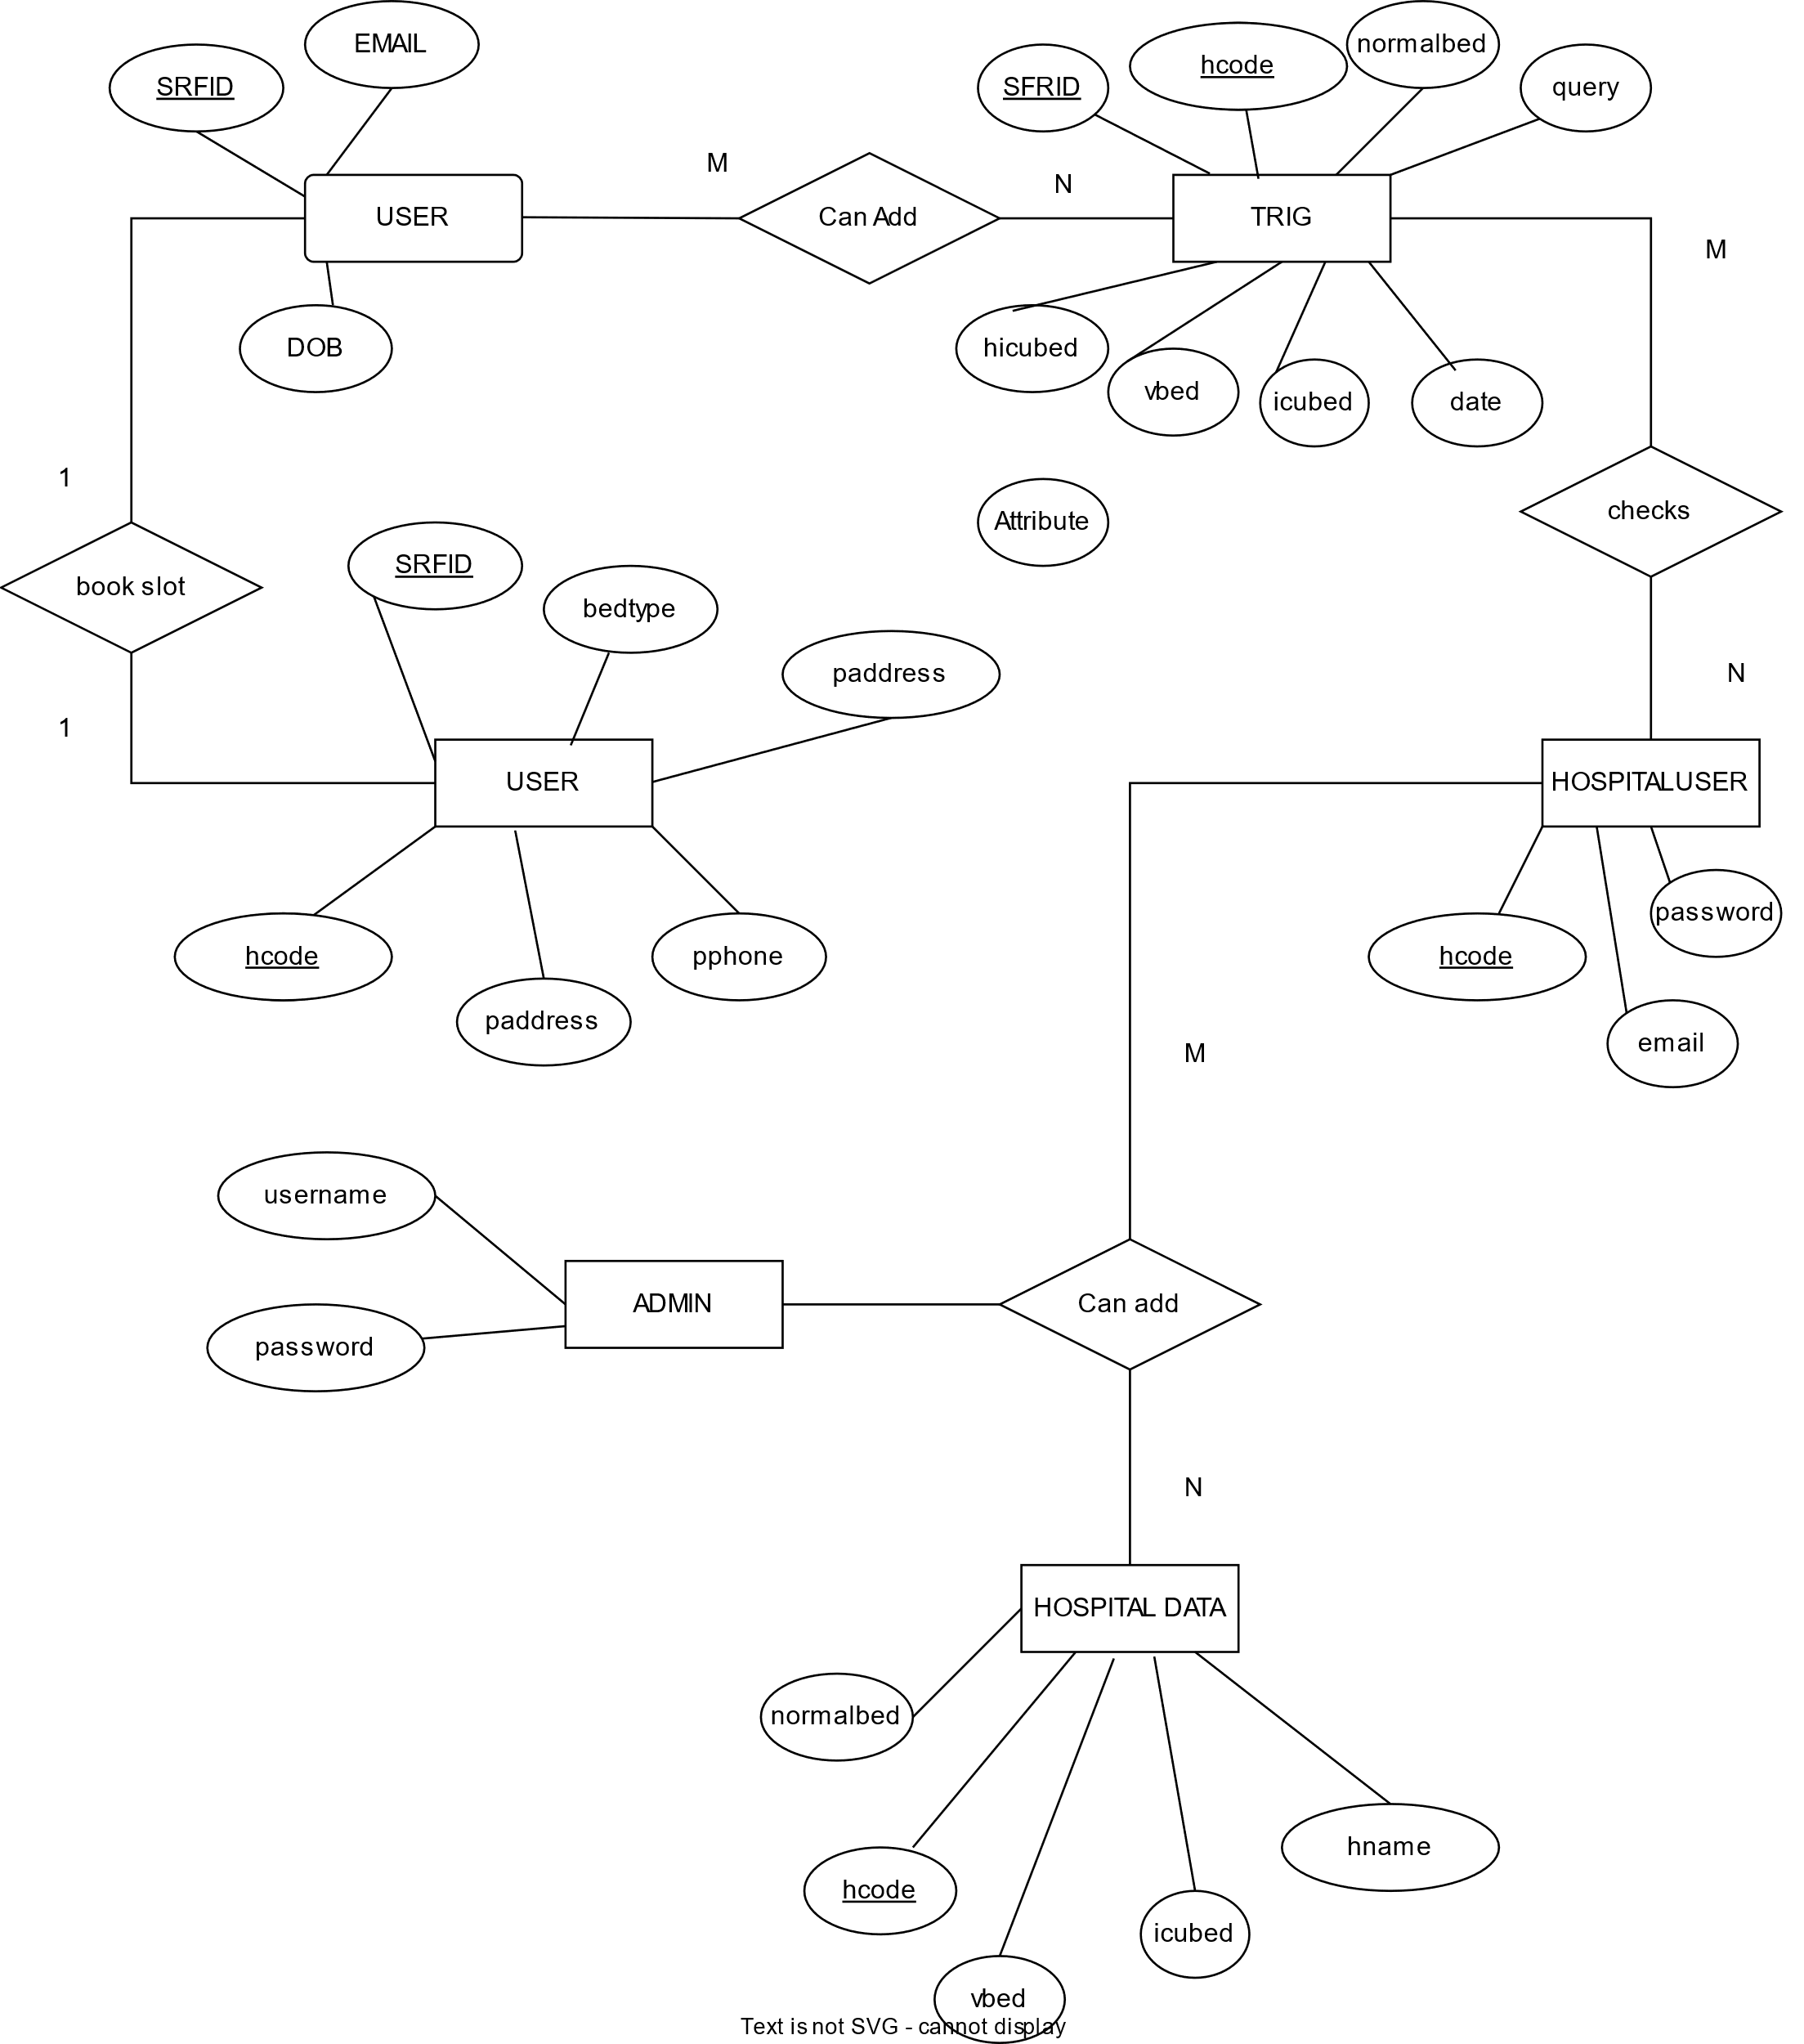 EMAIL
normalbed
hcode
SRFID
SFRID
query
M
N
USER
Can Add
TRIG
M
DOB
hicubed
vbed
icubed
date
1
Attribute
checks
SRFID
book slot
bedtype
paddress
N
1
USER
HOSPITALUSER
password
hcode
pphone
hcode
paddress
email
M
username
ADMIN
Can add
password
N
HOSPITAL DATA
normalbed
hname
hcode
icubed
vbed
Text is not SVG - cannot display